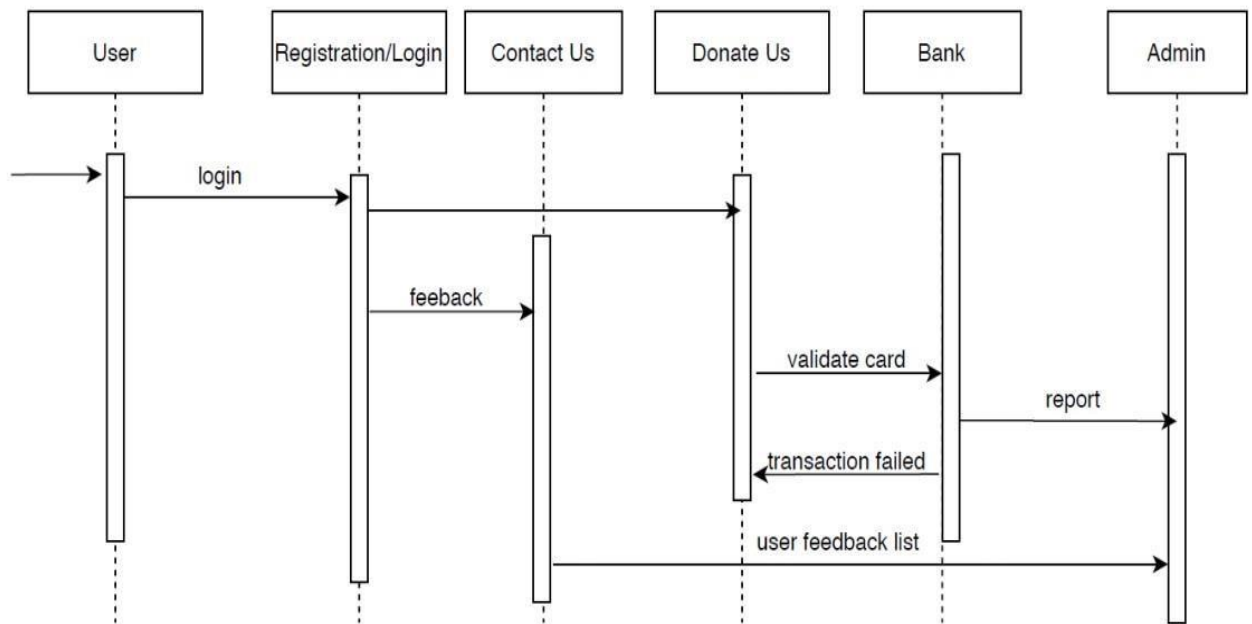 User
Registration/Login
Contact Us
Donate Us
Bank
Admin
login
feeback
validate card
report
transaction failed
user feedback list